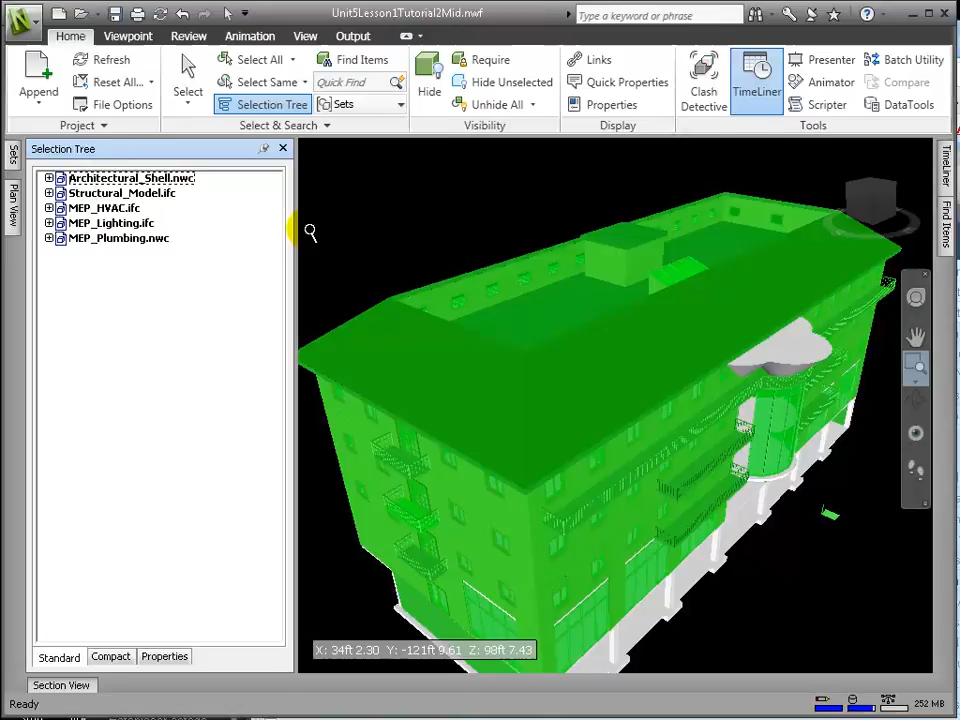 Unit5Lesson1Tutorial2Mid.nwf
Type a keyword or phrase
Home Viewpoint Review Animation View Output
Append
Refresh
Reset All...
File Options
Project
Select
Select All
Select Same
Selection Tree
Find Items
Quick Find
Sets
Select & Search
Hide
Require
Hide Unselected
Unhide All
Visibility
Links
Quick Properties
Properties
Display
Clash Detective
TimeLiner
Presenter
Animator
Scripter
Batch Utility
Compare
DataTools
Tools
Sets
Plan View
Selection Tree
Architectural_Shell.nwc
Structural_Model.ifc
MEP_HVAC.ifc
MEP_Lighting.ifc
MEP_Plumbing.nwc
TimeLiner
Find Items
X: 34ft 2.30 Y: -121ft 9.61 Z: 98ft 7.43
Standard Compact Properties
Section View
Ready
252 MB